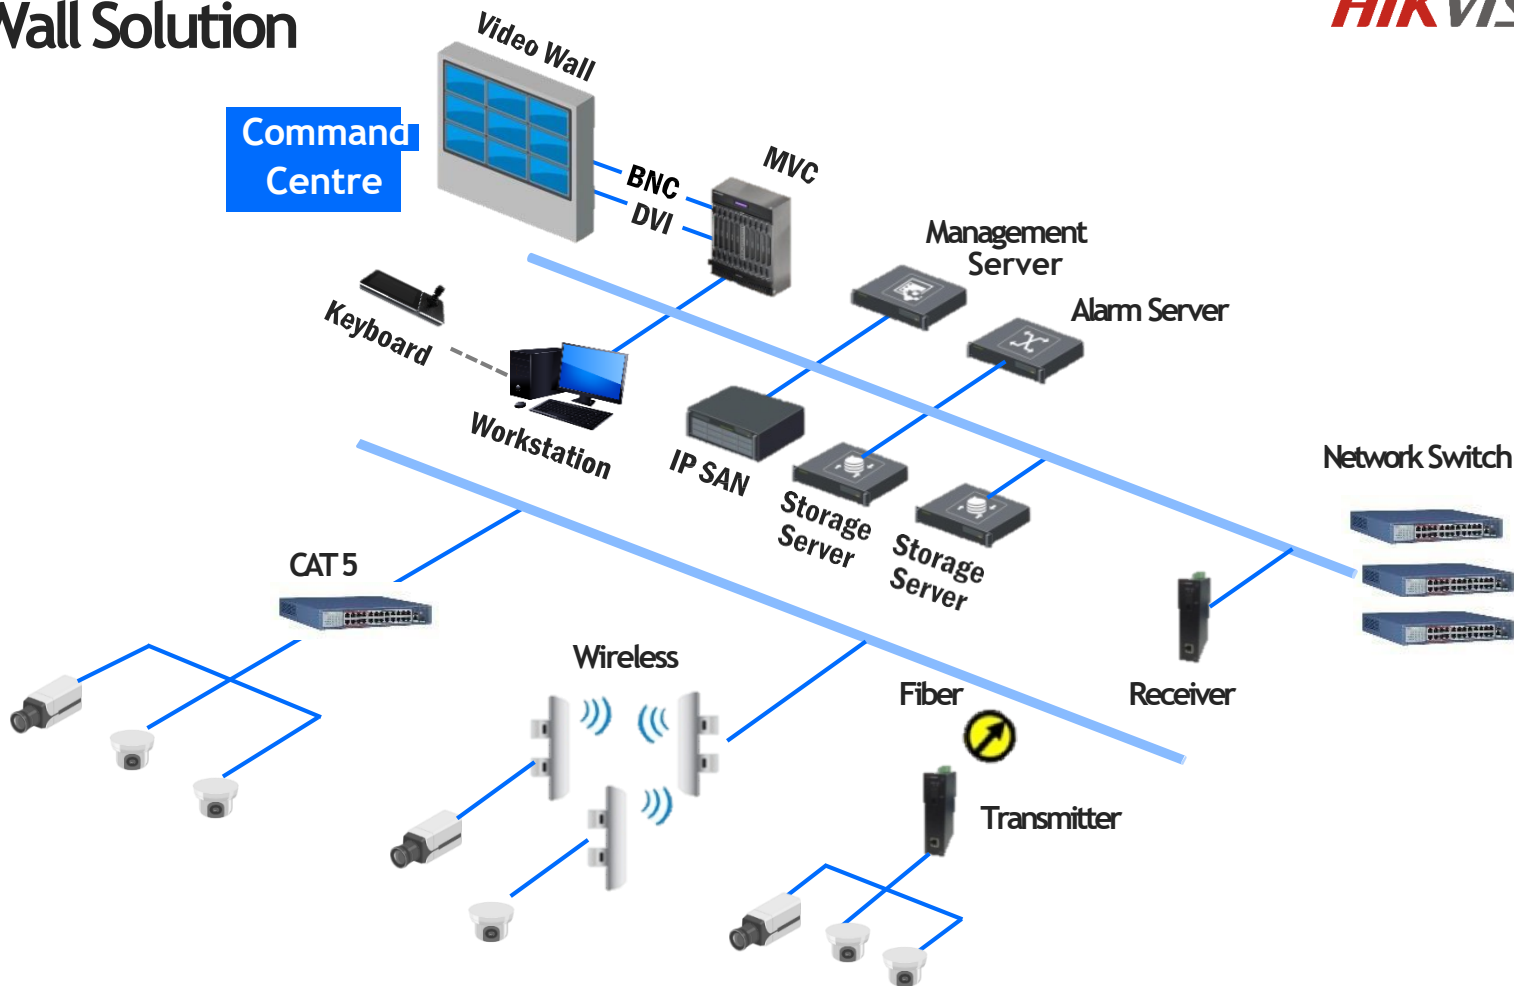 Wall Solution
HIKVIS
Video Wall
Command
Centre
BNC
DVI
MVC
Management
Server
Alarm Server
Keyboard
Workstation
IP SAN
Storage
Server
Storage
Server
Network Switch
CAT 5
Wireless
Fiber
Receiver
Transmitter